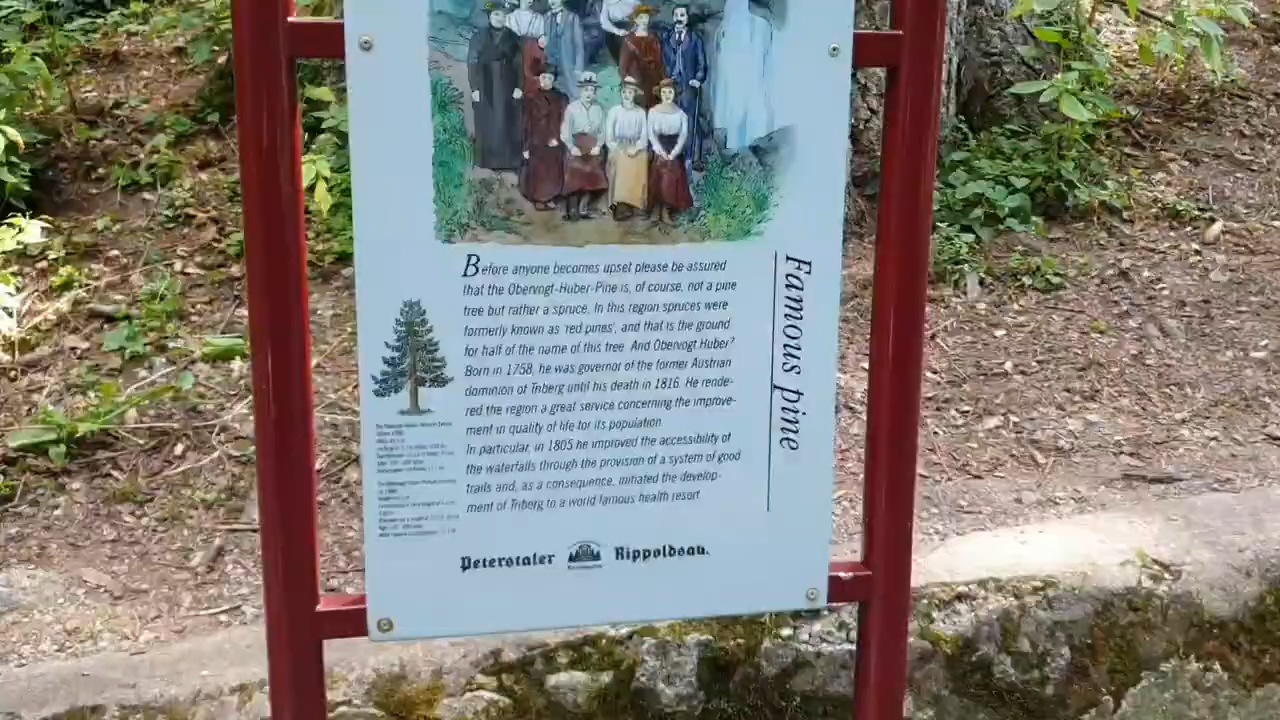 Before anyone becomes upset please be assured
that the Obervogt-Huber-Pine is, of course, not a pine
tree but rather a spruce. In this region spruces were
formerly known as 'red pines', and that is the ground
for half of the name of this tree. And Obervogt Huber?
Born in 1758, he was governor of the former Austrian
dominion of Triberg until his death in 1816. He rende-
red the region a great service concerning the improve-
ment in quality of life for its population.
In particular, in 1805 he improved the accessibility of
the waterfalls through the provision of a system of good
trails and, as a consequence, initiated the develop-
ment of Triberg to a world famous health resort.
Famous pine
Peterstaler Rippoldsau.